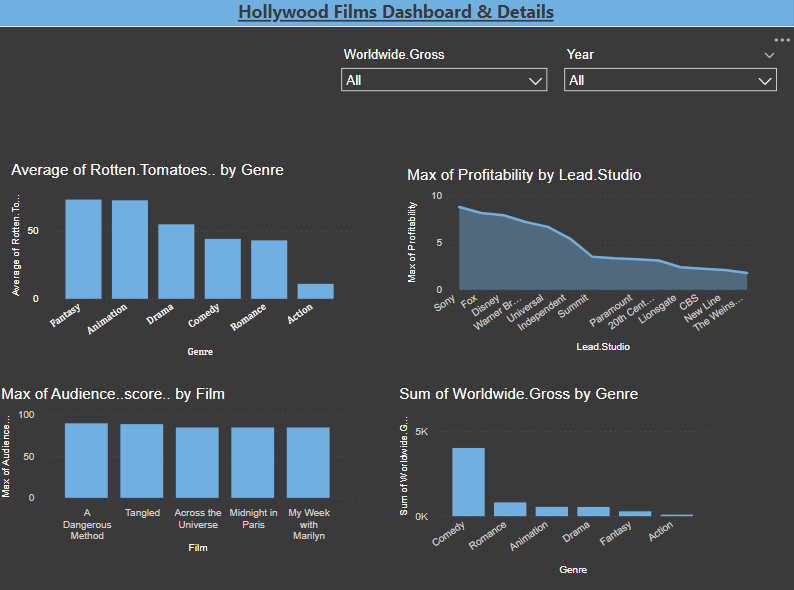 Hollywood Films Dashboard & Details
Worldwide.Gross
Year
All
All
Average of Rotten.Tomatoes.. by Genre
Average of Rotten.To...
50
0
Fantasy
Animation
Drama
Comedy
Romance
Action
Genre
Max of Profitability by Lead.Studio
Max of Profitability
10
5
0
Sony
Fox
Disney
Warner Br...
Universal
Independent
Summit
Paramount
20th Cent...
Lionsgate
CBS
New Line
The Weins...
Lead.Studio
Max of Audience..score.. by Film
Max of Audience...
100
50
0
A
Dangerous
Method
Tangled
Across the
Universe
Midnight in
Paris
My Week
with
Marilyn
Film
Sum of Worldwide.Gross by Genre
Sum of Worldwide.G...
5K
0K
Comedy
Romance
Animation
Drama
Fantasy
Action
Genre